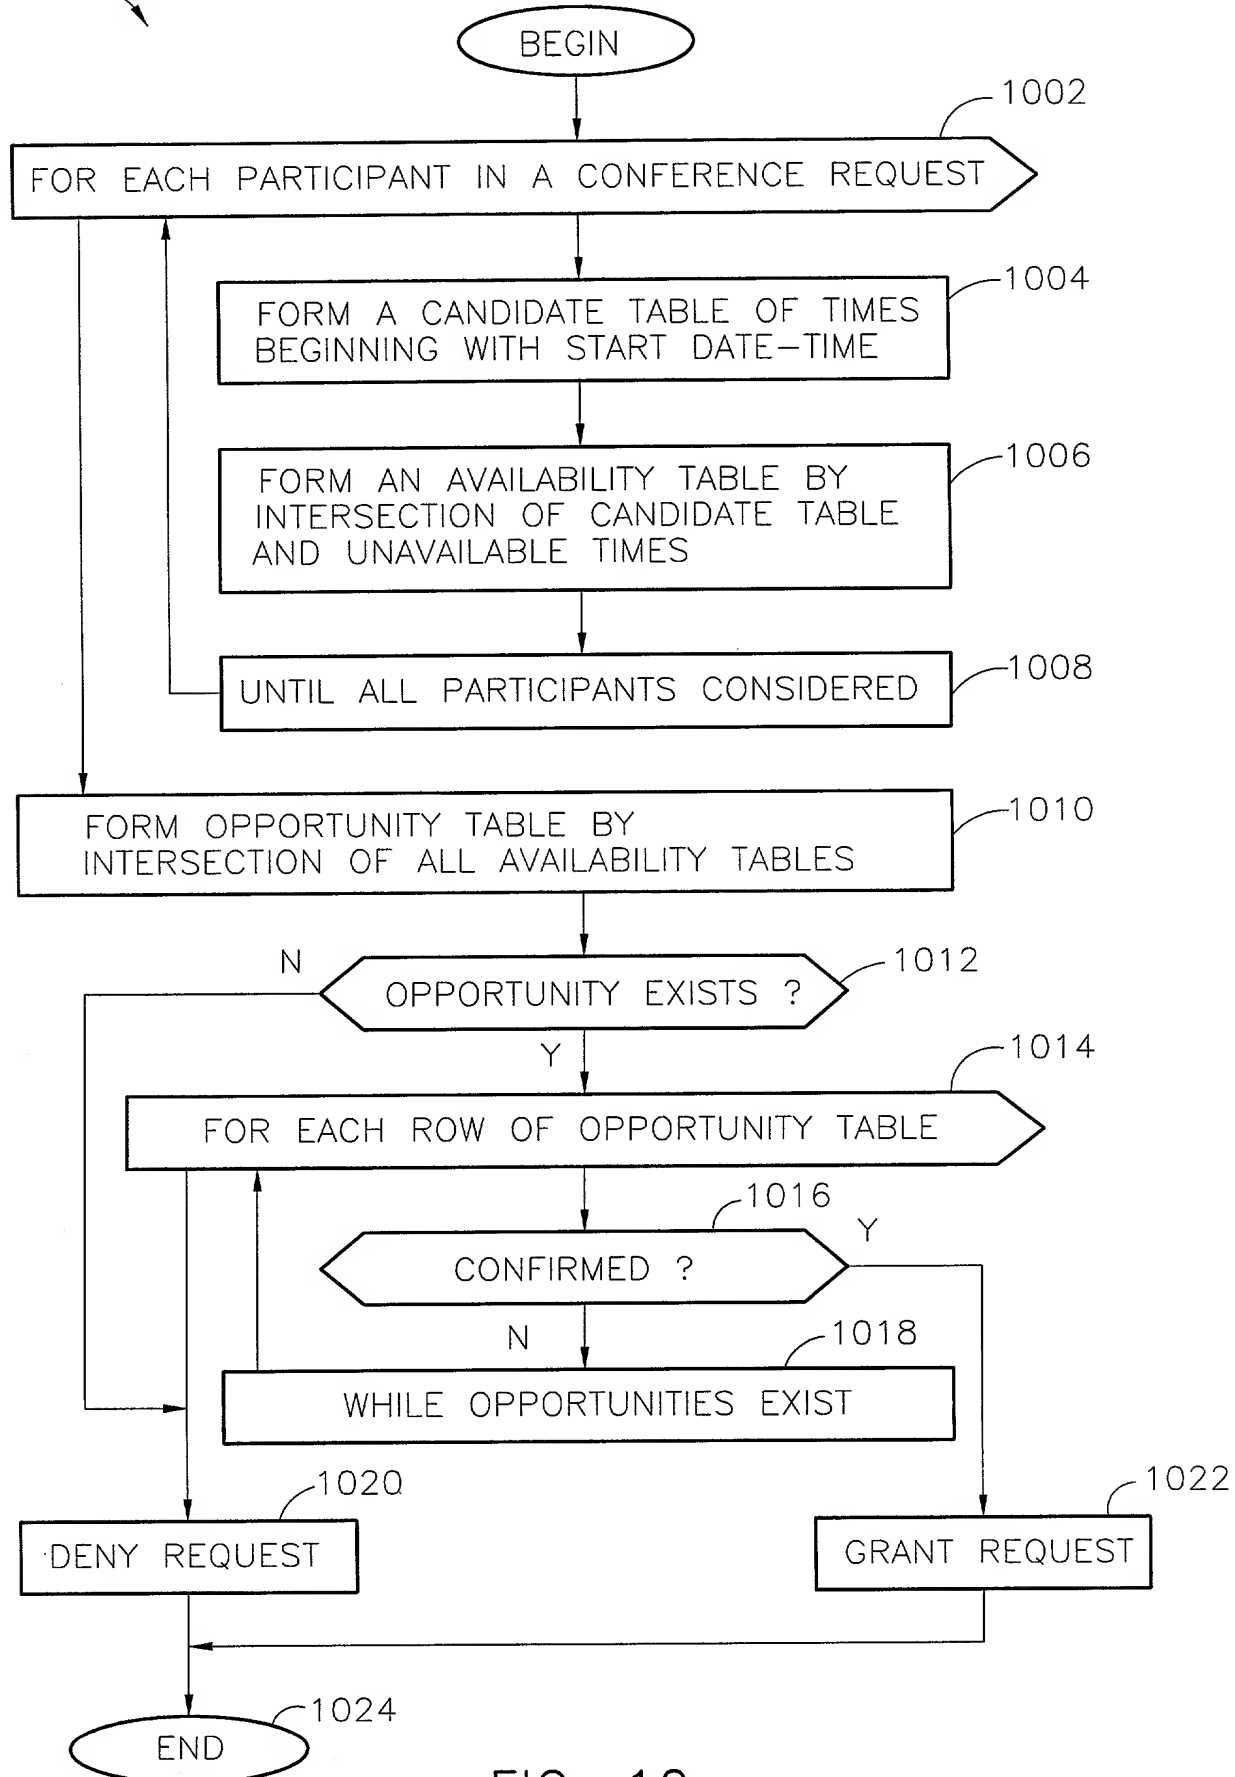 BEGIN
1002
FOR EACH PARTICIPANT IN A CONFERENCE REQUEST
1004
FORM A CANDIDATE TABLE OF TIMES
BEGINNING WITH START DATE-TIME
1006
FORM AN AVAILABILITY TABLE BY
INTERSECTION OF CANDIDATE TABLE
AND UNAVAILABLE TIMES
1008
UNTIL ALL PARTICIPANTS CONSIDERED
1010
FORM OPPORTUNITY TABLE BY
INTERSECTION OF ALL AVAILABILITY TABLES
N
1012
OPPORTUNITY EXISTS ?
Y
1014
FOR EACH ROW OF OPPORTUNITY TABLE
1016
Y
CONFIRMED ?
N
1018
WHILE OPPORTUNITIES EXIST
1020
1022
DENY REQUEST
GRANT REQUEST
1024
END